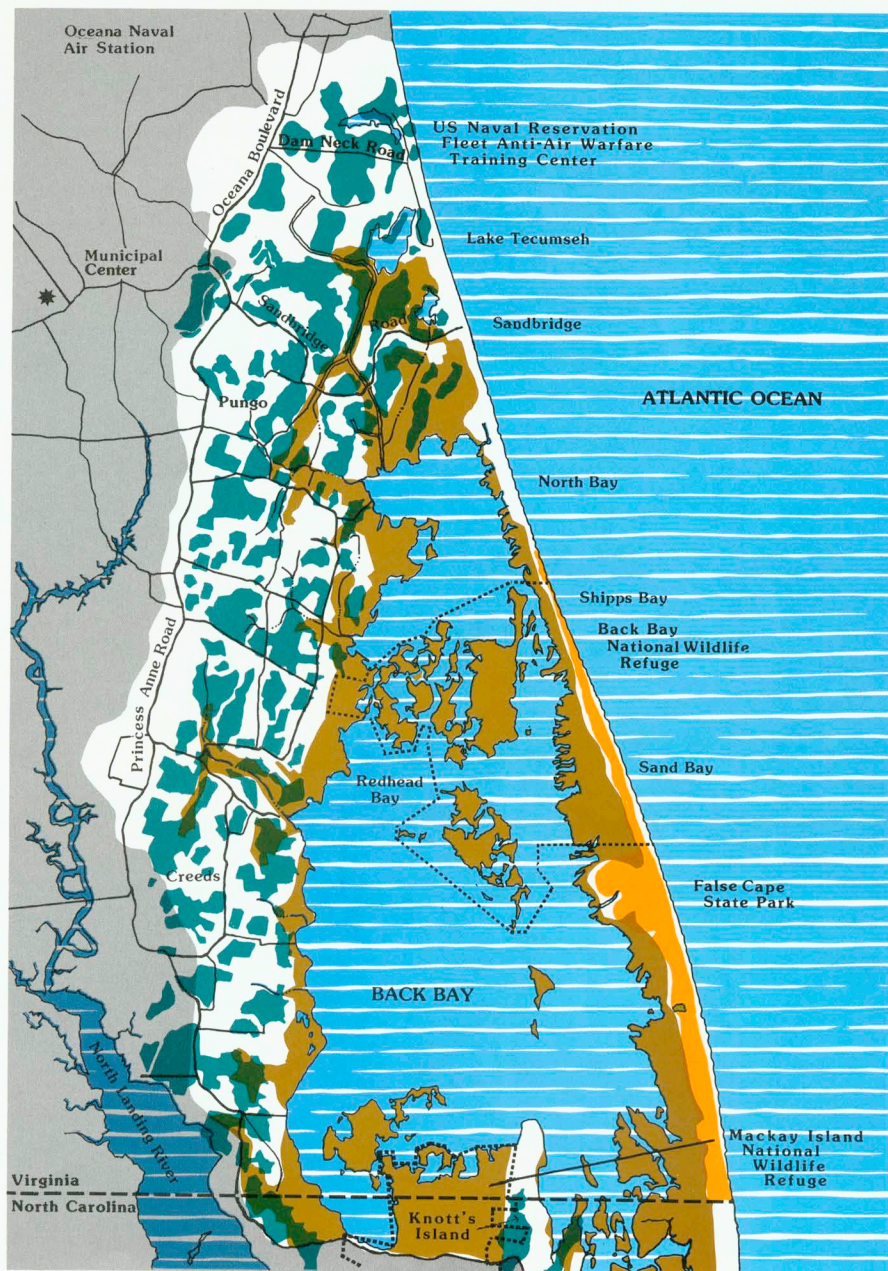 Oceana Naval
Air Station
Oceana Boulevard
Dam Neck Road
US Naval Reservation
Fleet Anti-Air Warfare
Training Center
Lake Tecumseh
Municipal
Center
Sandbridge
Road
Sandbridge
Pungo
ATLANTIC OCEAN
North Bay
Shipps Bay
Back Bay
National Wildlife
Refuge
Princess Anne Road
Sand Bay
Redhead
Bay
Creeds
False Cape
State Park
BACK BAY
North Landing River
Mackay Island
National
Wildlife
Refuge
Virginia
North Carolina
Knott's
Island